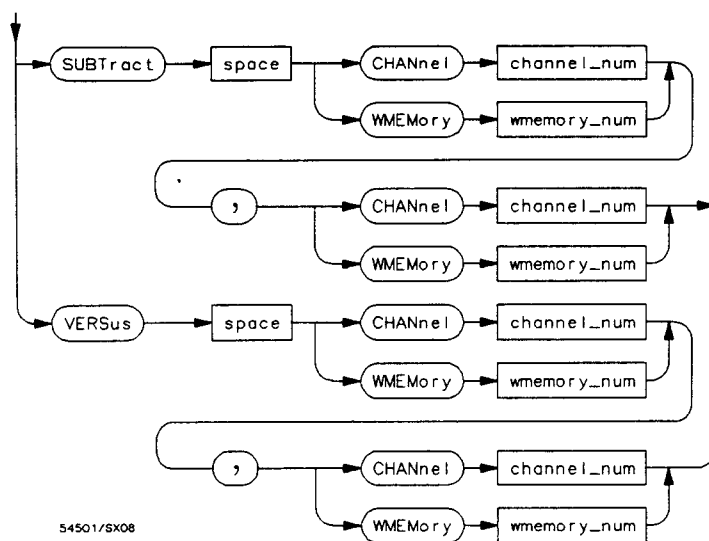 SUBTract space CHANnel channel_num
WMEMory wmemory_num
, CHANnel channel_num
WMEMory wmemory_num
VERSus space CHANnel channel_num
WMEMory wmemory_num
, CHANnel channel_num
WMEMory wmemory_num
54501/SX08